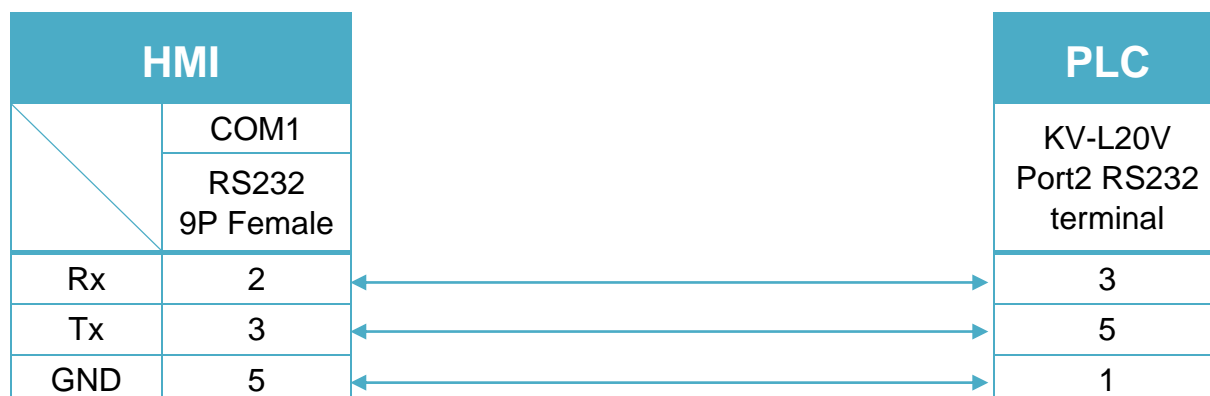 HMI
PLC
COM1
RS232
9P Female
KV-L20V
Port2 RS232
terminal
Rx 2 3
Tx 3 5
GND 5 1